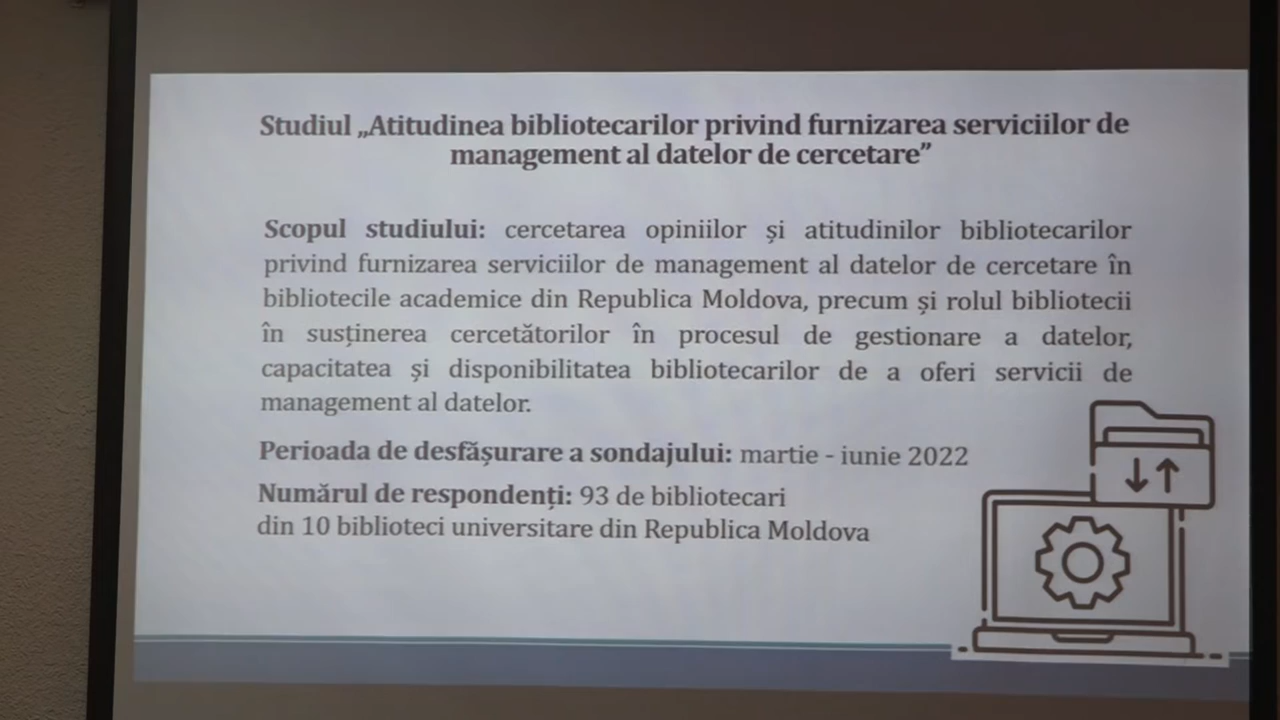 Studiul „Atitudinea bibliotecarilor privind furnizarea serviciilor de
management al datelor de cercetare”
Scopul studiului: cercetarea opiniilor și atitudinilor bibliotecarilor
privind furnizarea serviciilor de management al datelor de cercetare în
bibliotecile academice din Republica Moldova, precum și rolul bibliotecii
în susținerea cercetătorilor în procesul de gestionare a datelor,
capacitatea și disponibilitatea bibliotecarilor de a oferi servicii de
management al datelor.
Perioada de desfășurare a sondajului: martie - iunie 2022
Numărul de respondenți: 93 de bibliotecari
din 10 biblioteci universitare din Republica Moldova